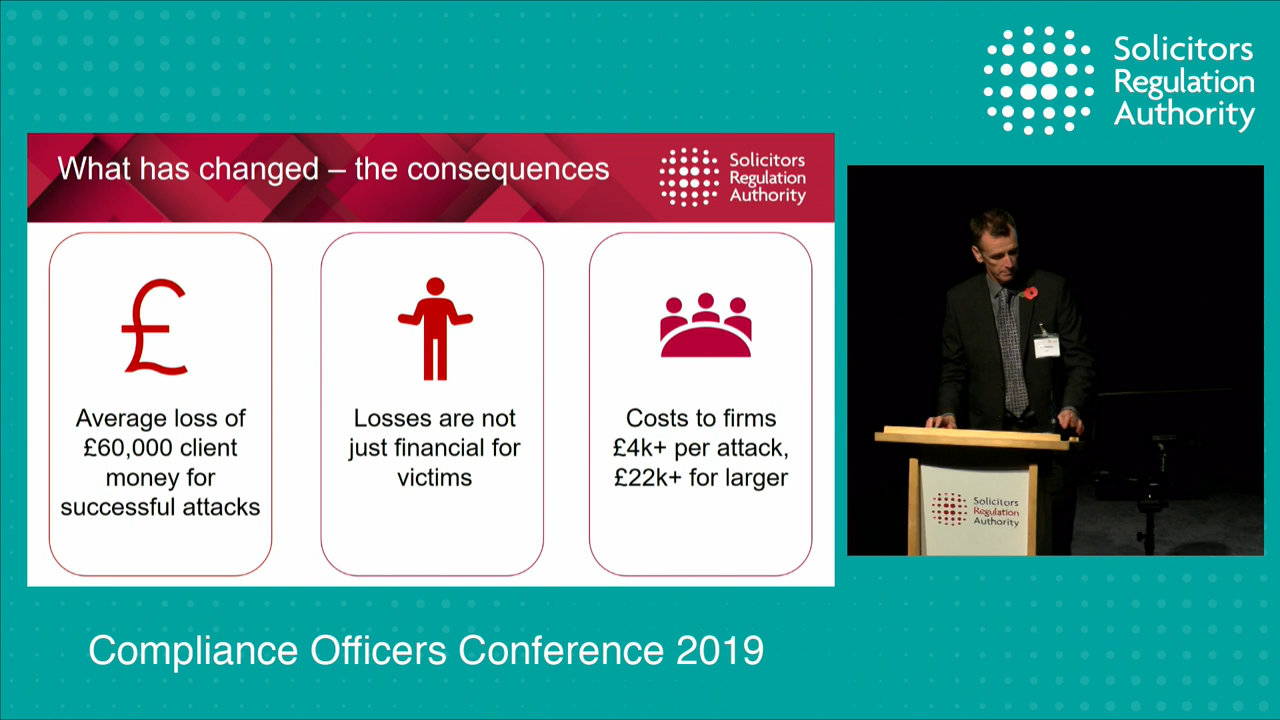 Solicitors
Regulation
Authority
What has changed – the consequences
Solicitors
Regulation
Authority
Average loss of
£60,000 client
money for
successful attacks
Losses are not
just financial for
victims
Costs to firms
£4k+ per attack,
£22k+ for larger
Solicitors
Regulation
Authority
Compliance Officers Conference 2019